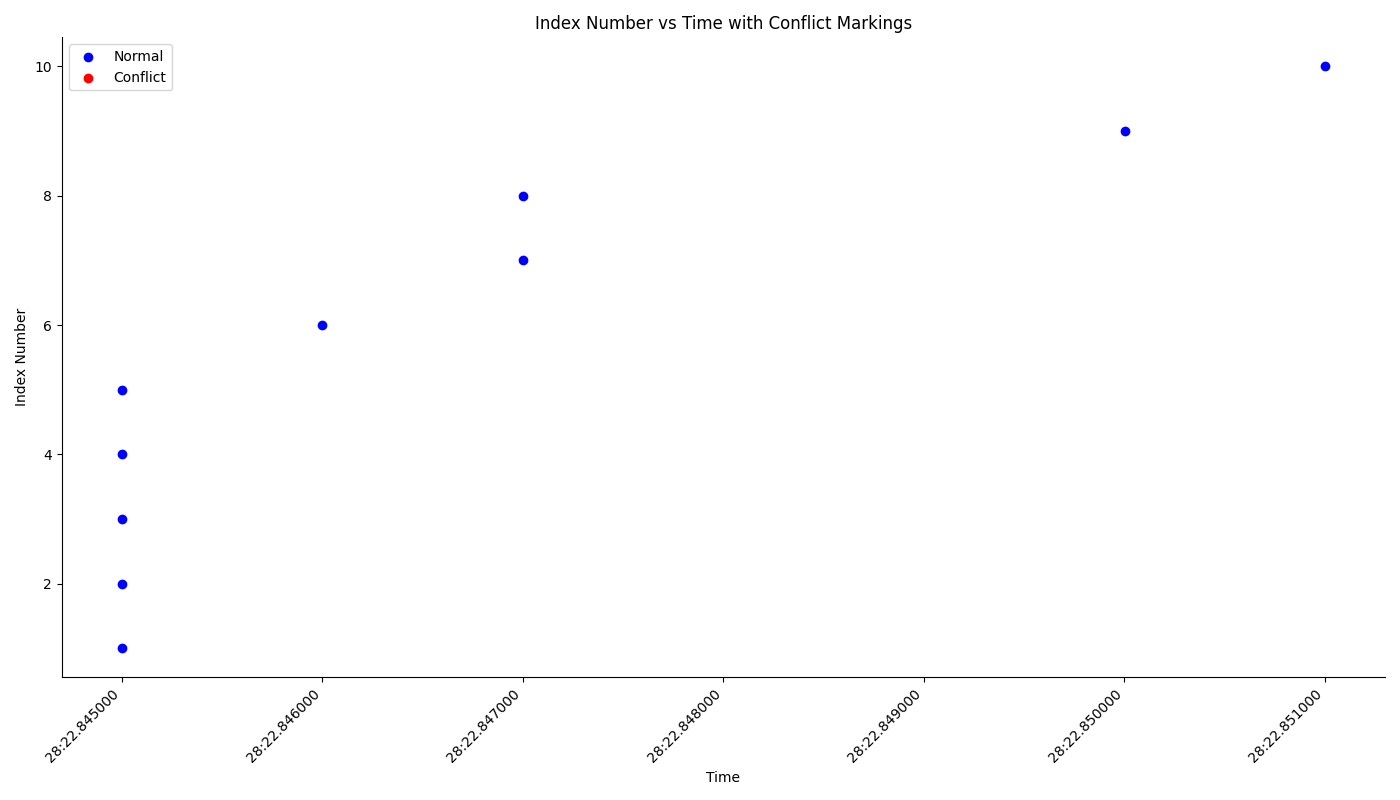 Index Number vs Time with Conflict Markings
Normal
Conflict
10
8
6
4
2
Index Number
28:22.845000
28:22.846000
28:22.847000
28:22.848000
28:22.849000
28:22.850000
28:22.851000
Time